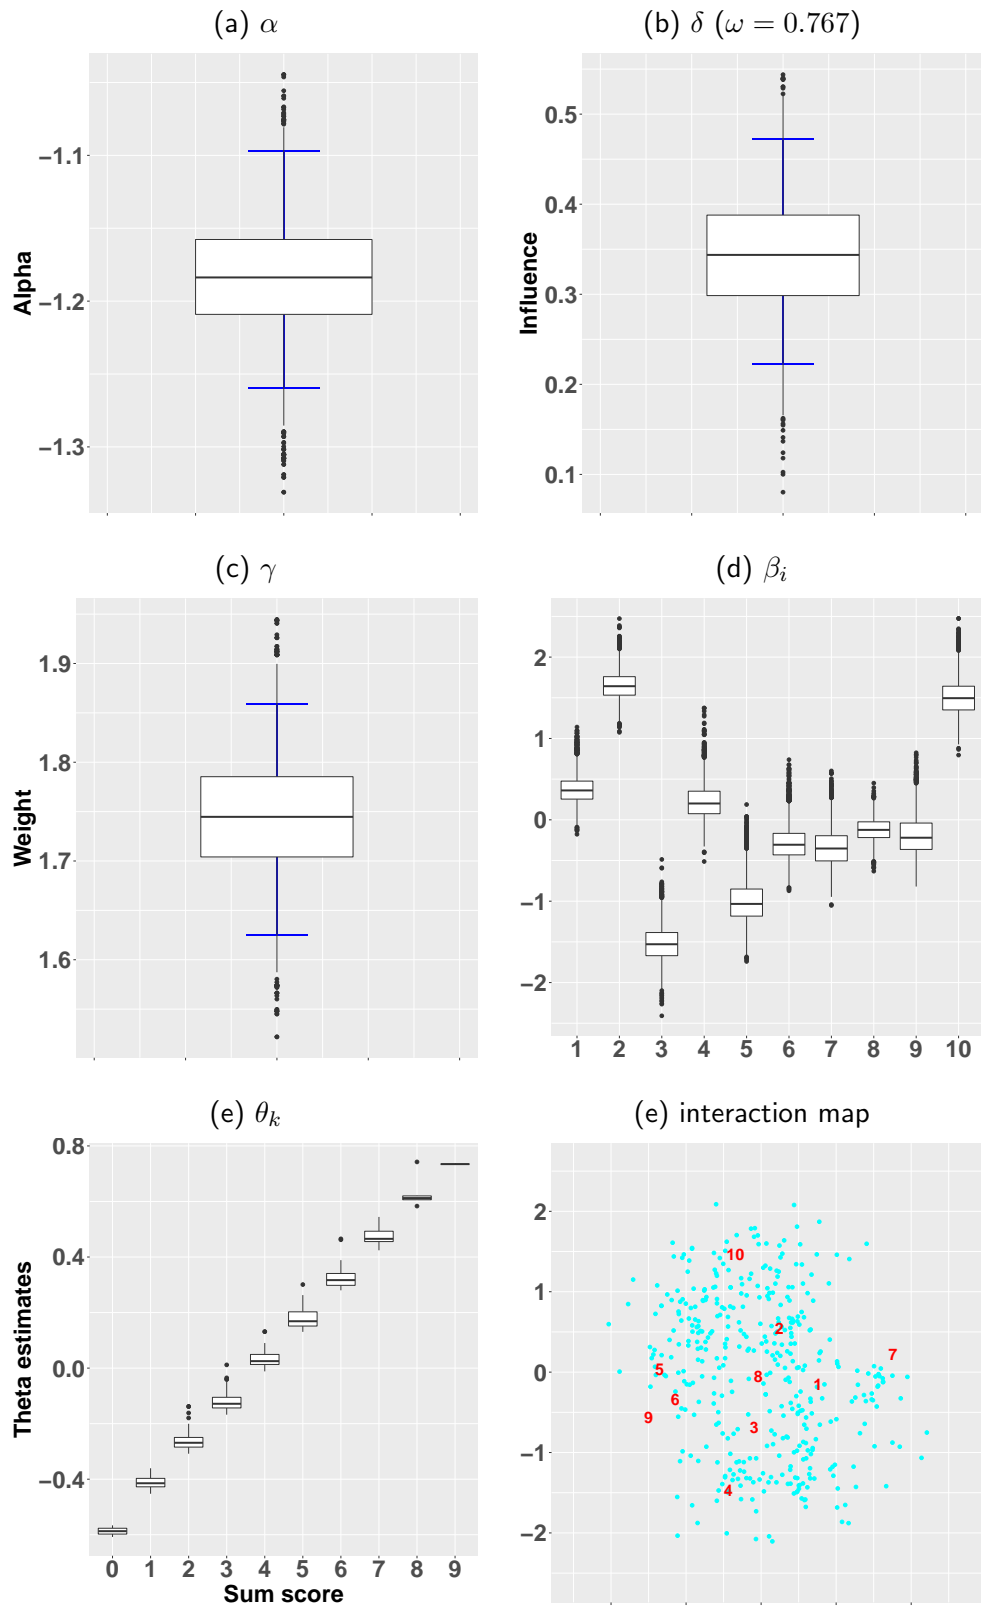 (a) α
Alpha
−1.1
−1.2
−1.3
(b) δ (ω = 0.767)
Influence
0.5
0.4
0.3
0.2
0.1
(c) γ
Weight
1.9
1.8
1.7
1.6
(d) βᵢ
2
1
0
−1
−2
1 2 3 4 5 6 7 8 9 10
(e) θₖ
Theta estimates
0.8
0.4
0.0
−0.4
0 1 2 3 4 5 6 7 8 9
Sum score
(e) interaction map
2
1
0
−1
−2
10
2
7
5
8
1
6
9
3
4